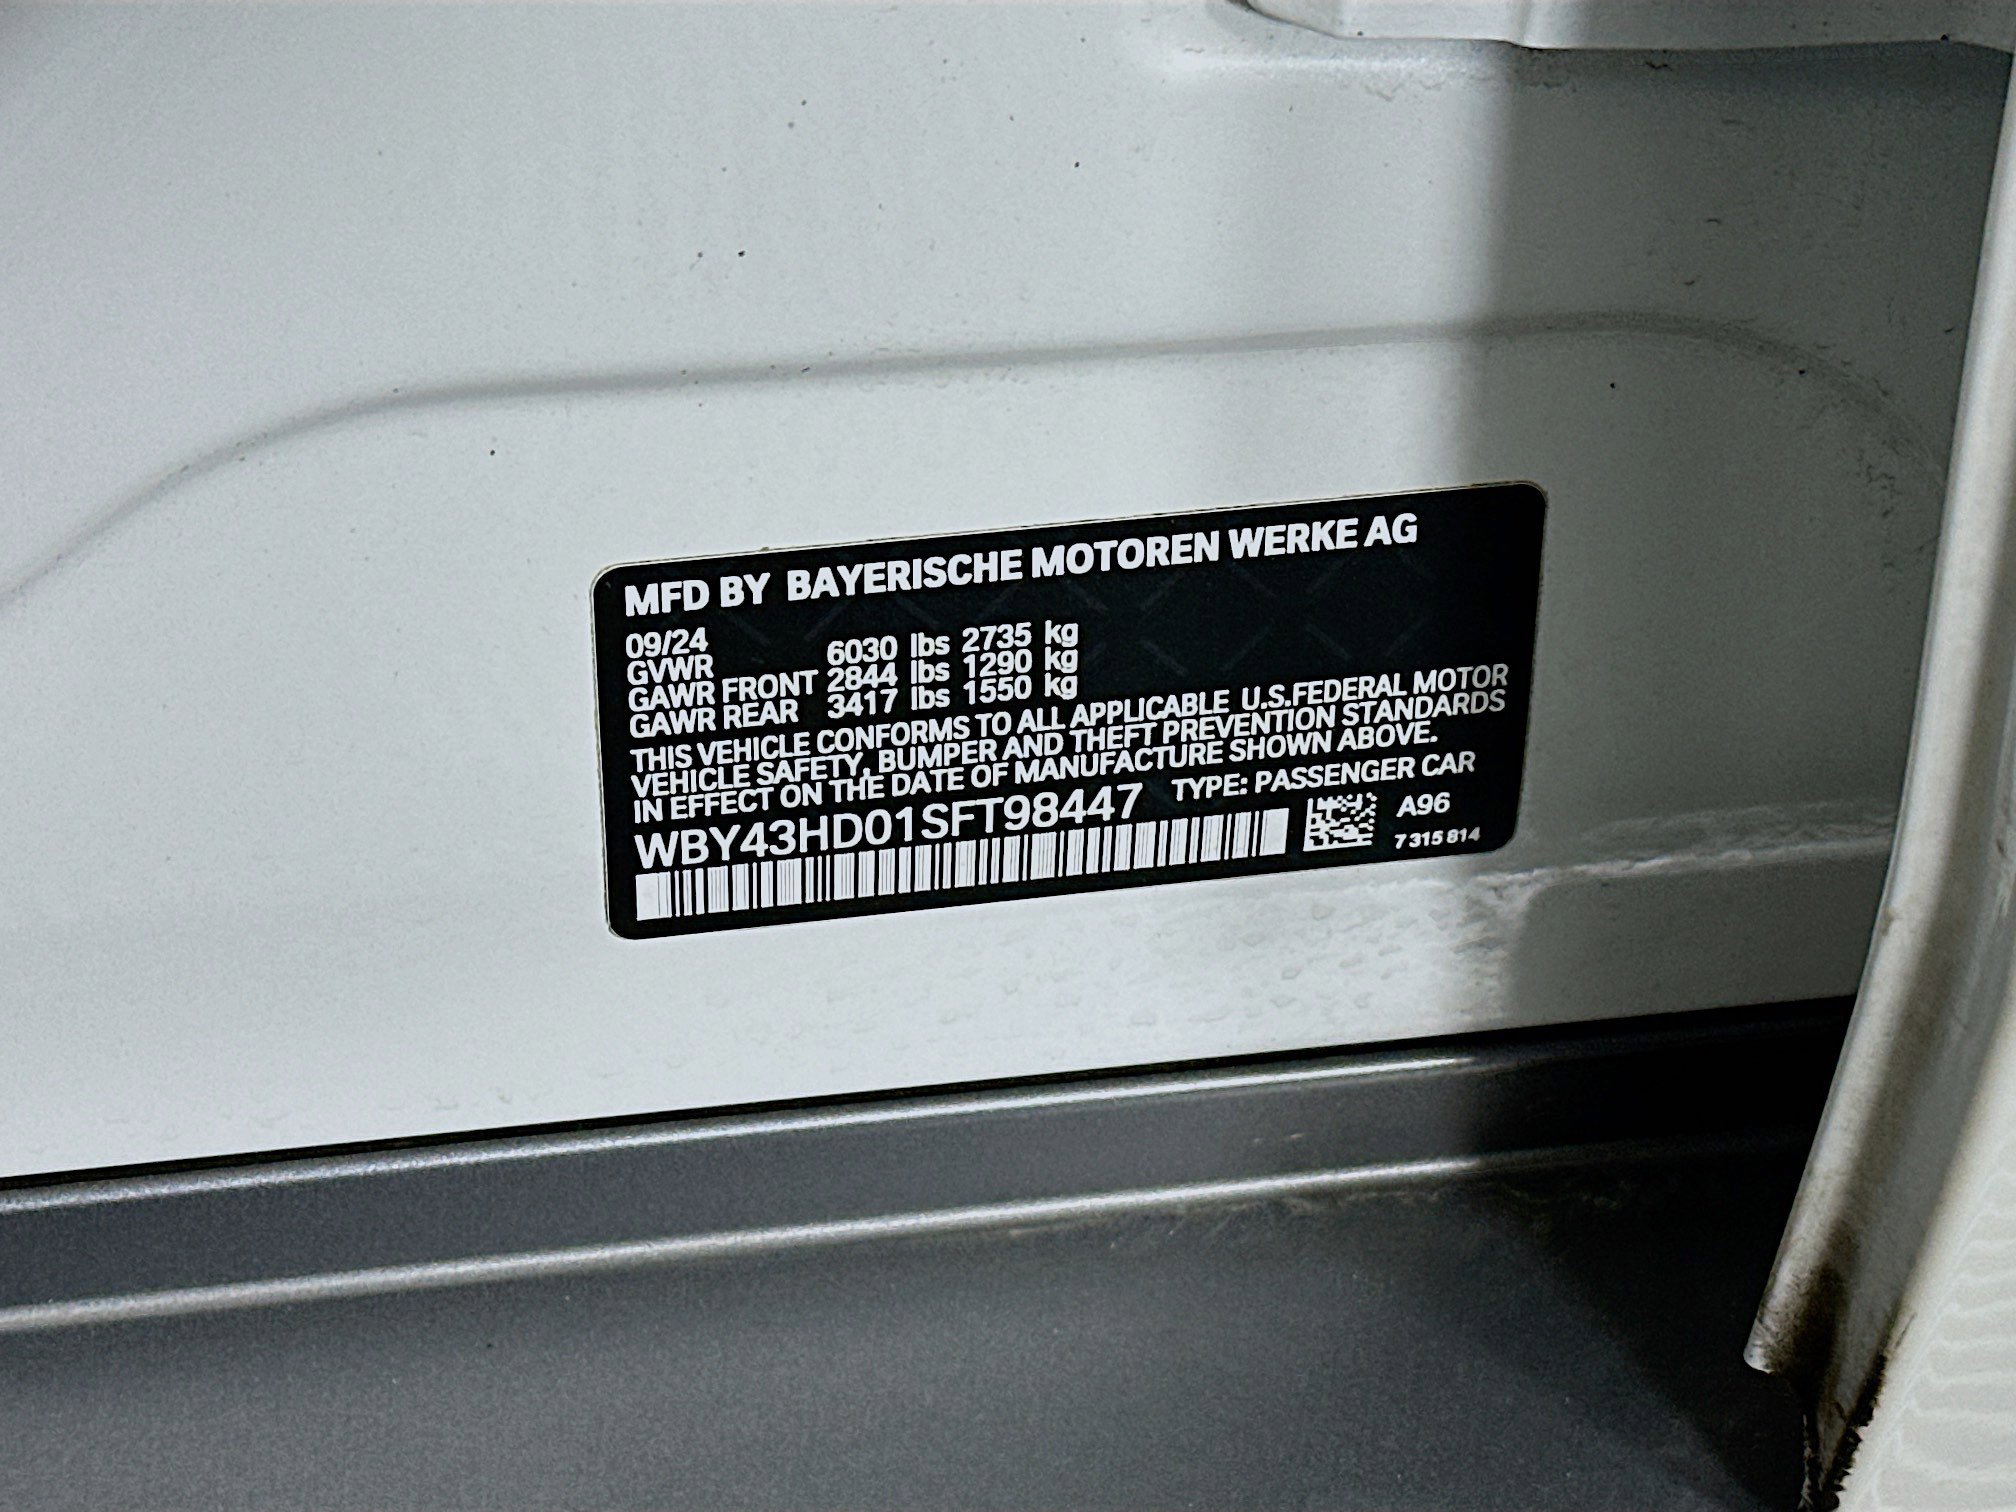 MFD BY BAYERISCHE MOTOREN WERKE AG
09/24
GVWR 6030 lbs 2735 kg
GAWR FRONT 2844 lbs 1290 kg
GAWR REAR 3417 lbs 1550 kg
THIS VEHICLE CONFORMS TO ALL APPLICABLE U.S.FEDERAL MOTOR
VEHICLE SAFETY, BUMPER AND THEFT PREVENTION STANDARDS
IN EFFECT ON THE DATE OF MANUFACTURE SHOWN ABOVE.
WBY43HD01SFT98447 TYPE: PASSENGER CAR
A96
7 315 814